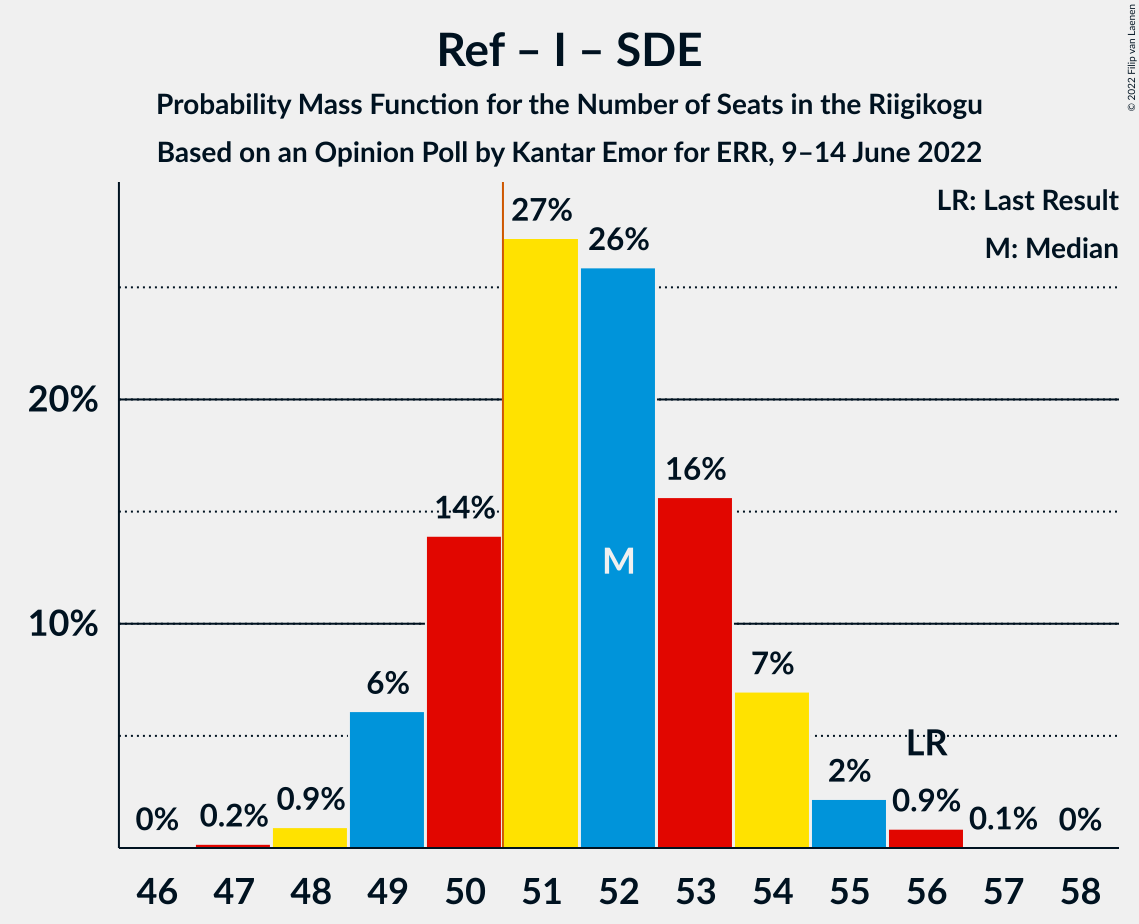 Ref – I – SDE
Probability Mass Function for the Number of Seats in the Riigikogu
Based on an Opinion Poll by Kantar Emor for ERR, 9–14 June 2022
© 2022 Filip van Laenen
LR: Last Result
M: Median
27%
26%
20%
16%
14%
M
10%
7%
6%
LR
2%
0.9%
0.9%
0.2%
0%
0.1%
0%
46 47 48 49 50 51 52 53 54 55 56 57 58